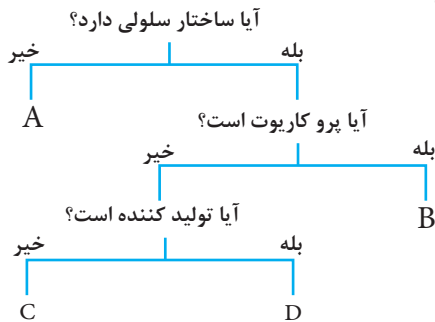 آیا ساختار سلولی دارد؟
بله
خیر
A
آیا پرو کاریوت است؟
بله
خیر
B
آیا تولید کننده است؟
بله
خیر
D
C